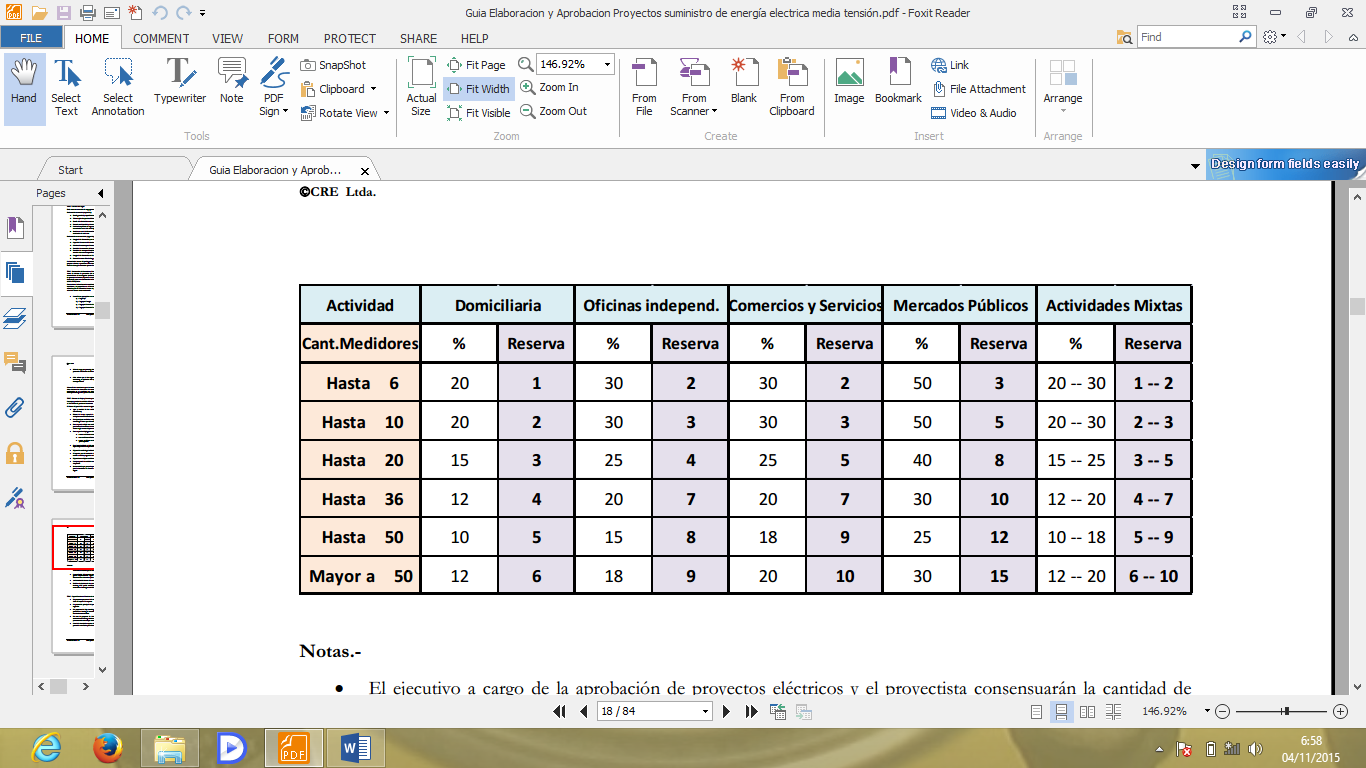 Guia Elaboracion y Aprobacion Proyectos suministro de energía electrica media tensión.pdf - Foxit Reader
FILE HOME COMMENT VIEW FORM PROTECT SHARE HELP Find
Hand Select Text Select Annotation Typewriter Note PDF Sign SnapShot Clipboard Rotate View
Actual Size Fit Page Fit Width Fit Visible 146.92% Zoom In Zoom Out
From File From Scanner Blank From Clipboard Image Bookmark Link File Attachment Video & Audio Arrange
Tools Zoom Create Insert Arrange
Start Guia Elaboracion y Aprob... Design form fields easily
Pages
©CRE Ltda.
Actividad Domiciliaria Oficinas independ. Comercios y Servicios Mercados Públicos Actividades Mixtas
Cant.Medidores % Reserva % Reserva % Reserva % Reserva % Reserva
Hasta 6 20 1 30 2 30 2 50 3 20 -- 30 1 -- 2
Hasta 10 20 2 30 3 30 3 50 5 20 -- 30 2 -- 3
Hasta 20 15 3 25 4 25 5 40 8 15 -- 25 3 -- 5
Hasta 36 12 4 20 7 20 7 30 10 12 -- 20 4 -- 7
Hasta 50 10 5 15 8 18 9 25 12 10 -- 18 5 -- 9
Mayor a 50 12 6 18 9 20 10 30 15 12 -- 20 6 -- 10
Notas.-
• El ejecutivo a cargo de la aprobación de proyectos eléctricos y el proyectista consensuarán la cantidad de
18 / 84 146.92%
PDF
6:58
04/11/2015